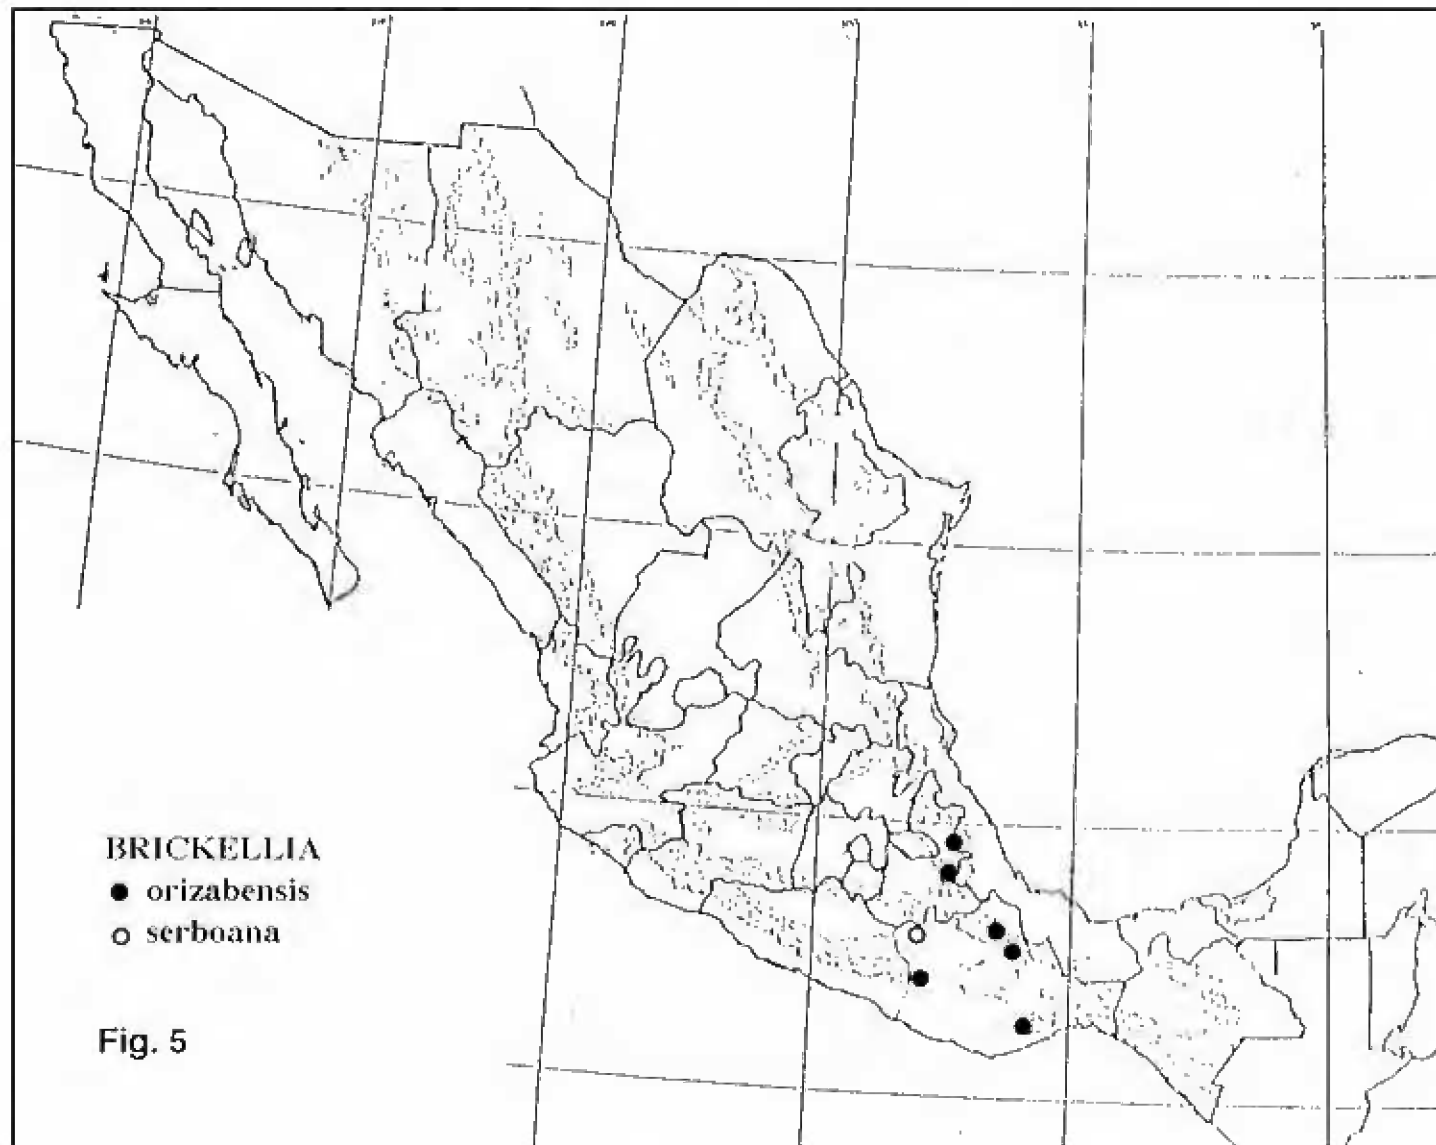 BRICKELLIA
● orizabensis
○ serboana
Fig. 5